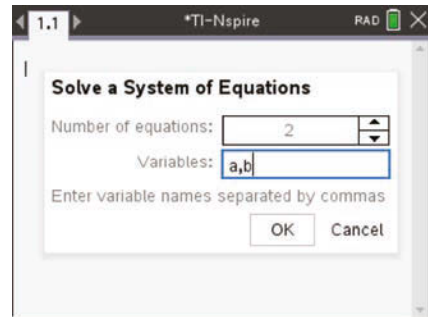 1.1 *TI-Nspire RAD
Solve a System of Equations
Number of equations: 2
Variables: a,b
Enter variable names separated by commas
OK Cancel